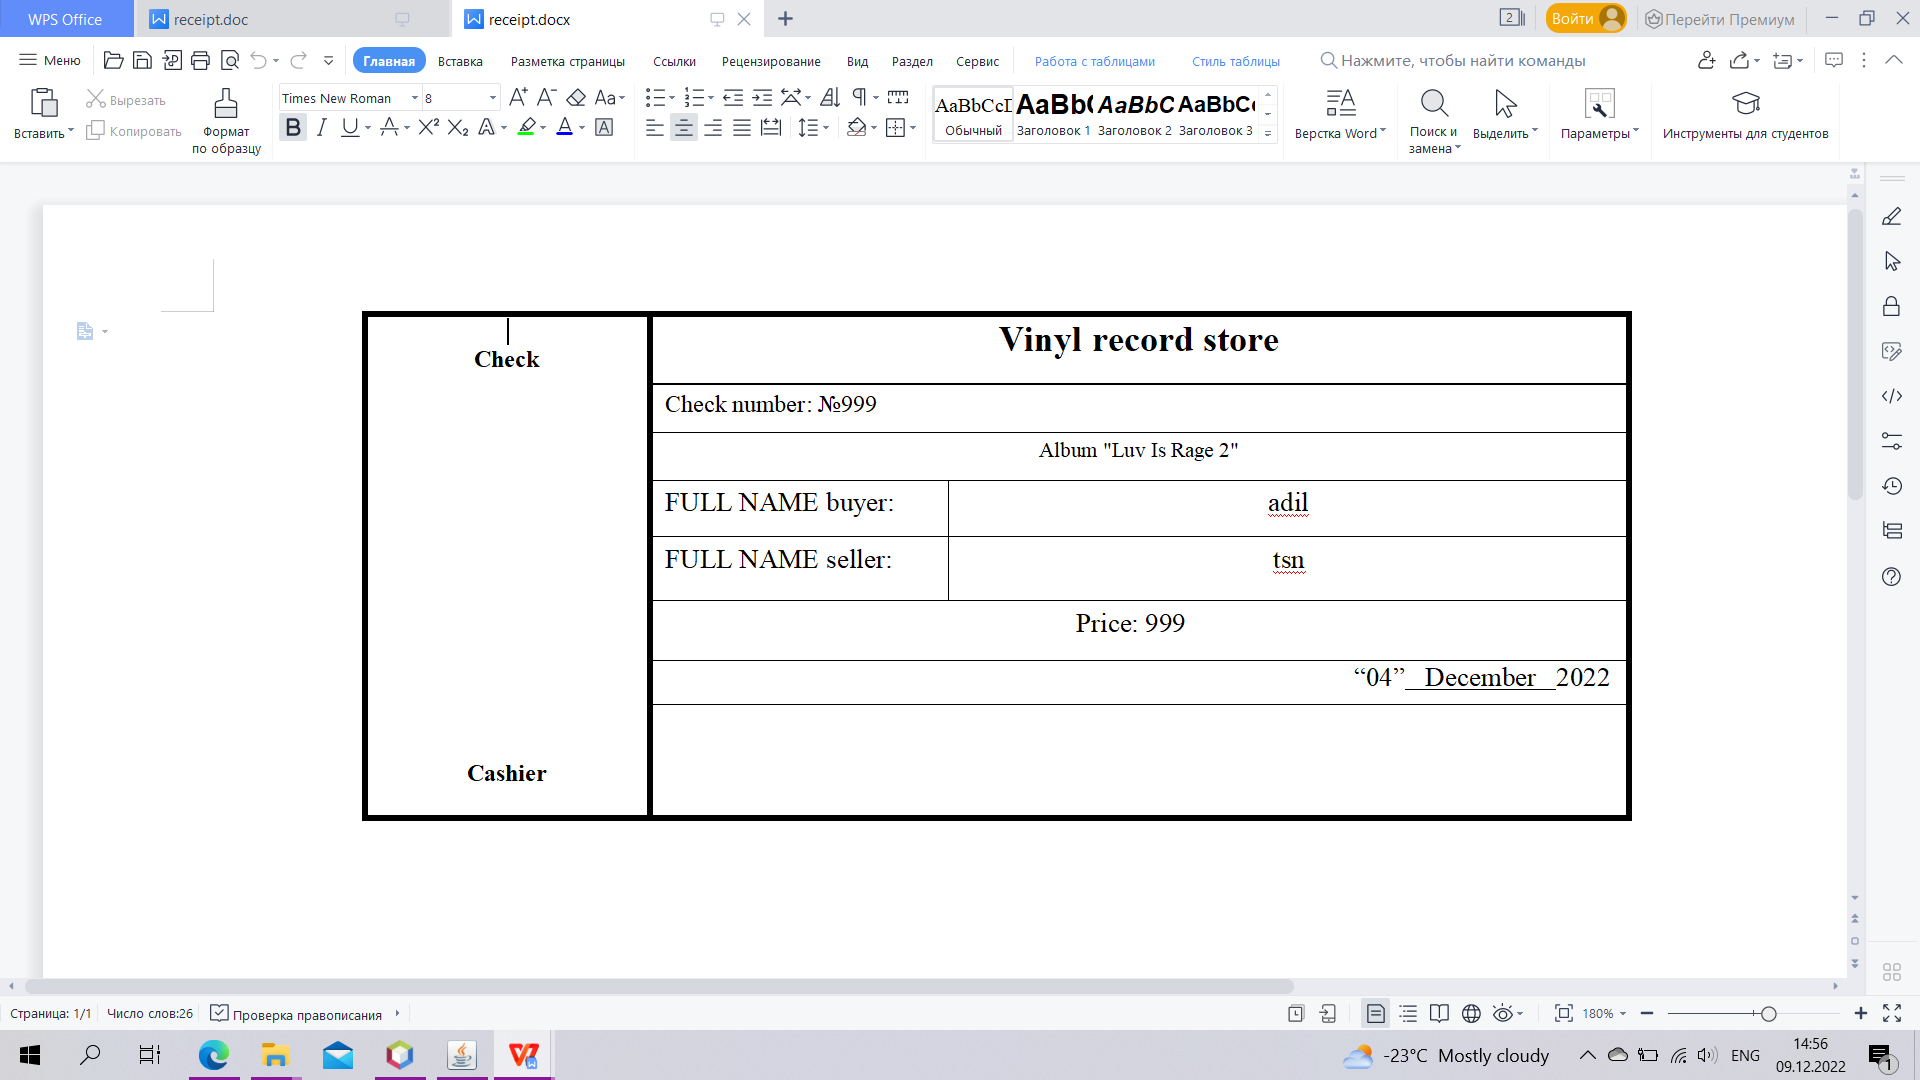 WPS Office receipt.doc receipt.docx 2 Войти Перейти Премиум
Меню Главная Вставка Разметка страницы Ссылки Рецензирование Вид Раздел Сервис Работа с таблицами Стиль таблицы Нажмите, чтобы найти команды
Вставить Вырезать Копировать Формат по образцу
Times New Roman 8
AaBbCcD Обычный
AaBb( Заголовок 1
AaBbC Заголовок 2
AaBbC Заголовок 3
Верстка Word Поиск и замена Выделить Параметры Инструменты для студентов
Check
Vinyl record store
Check number: №999
Album "Luv Is Rage 2"
FULL NAME buyer: adil
FULL NAME seller: tsn
Price: 999
“04” December 2022
Cashier
Страница: 1/1 Число слов:26 Проверка правописания 180%
-23°C Mostly cloudy ENG 14:56
09.12.2022 1